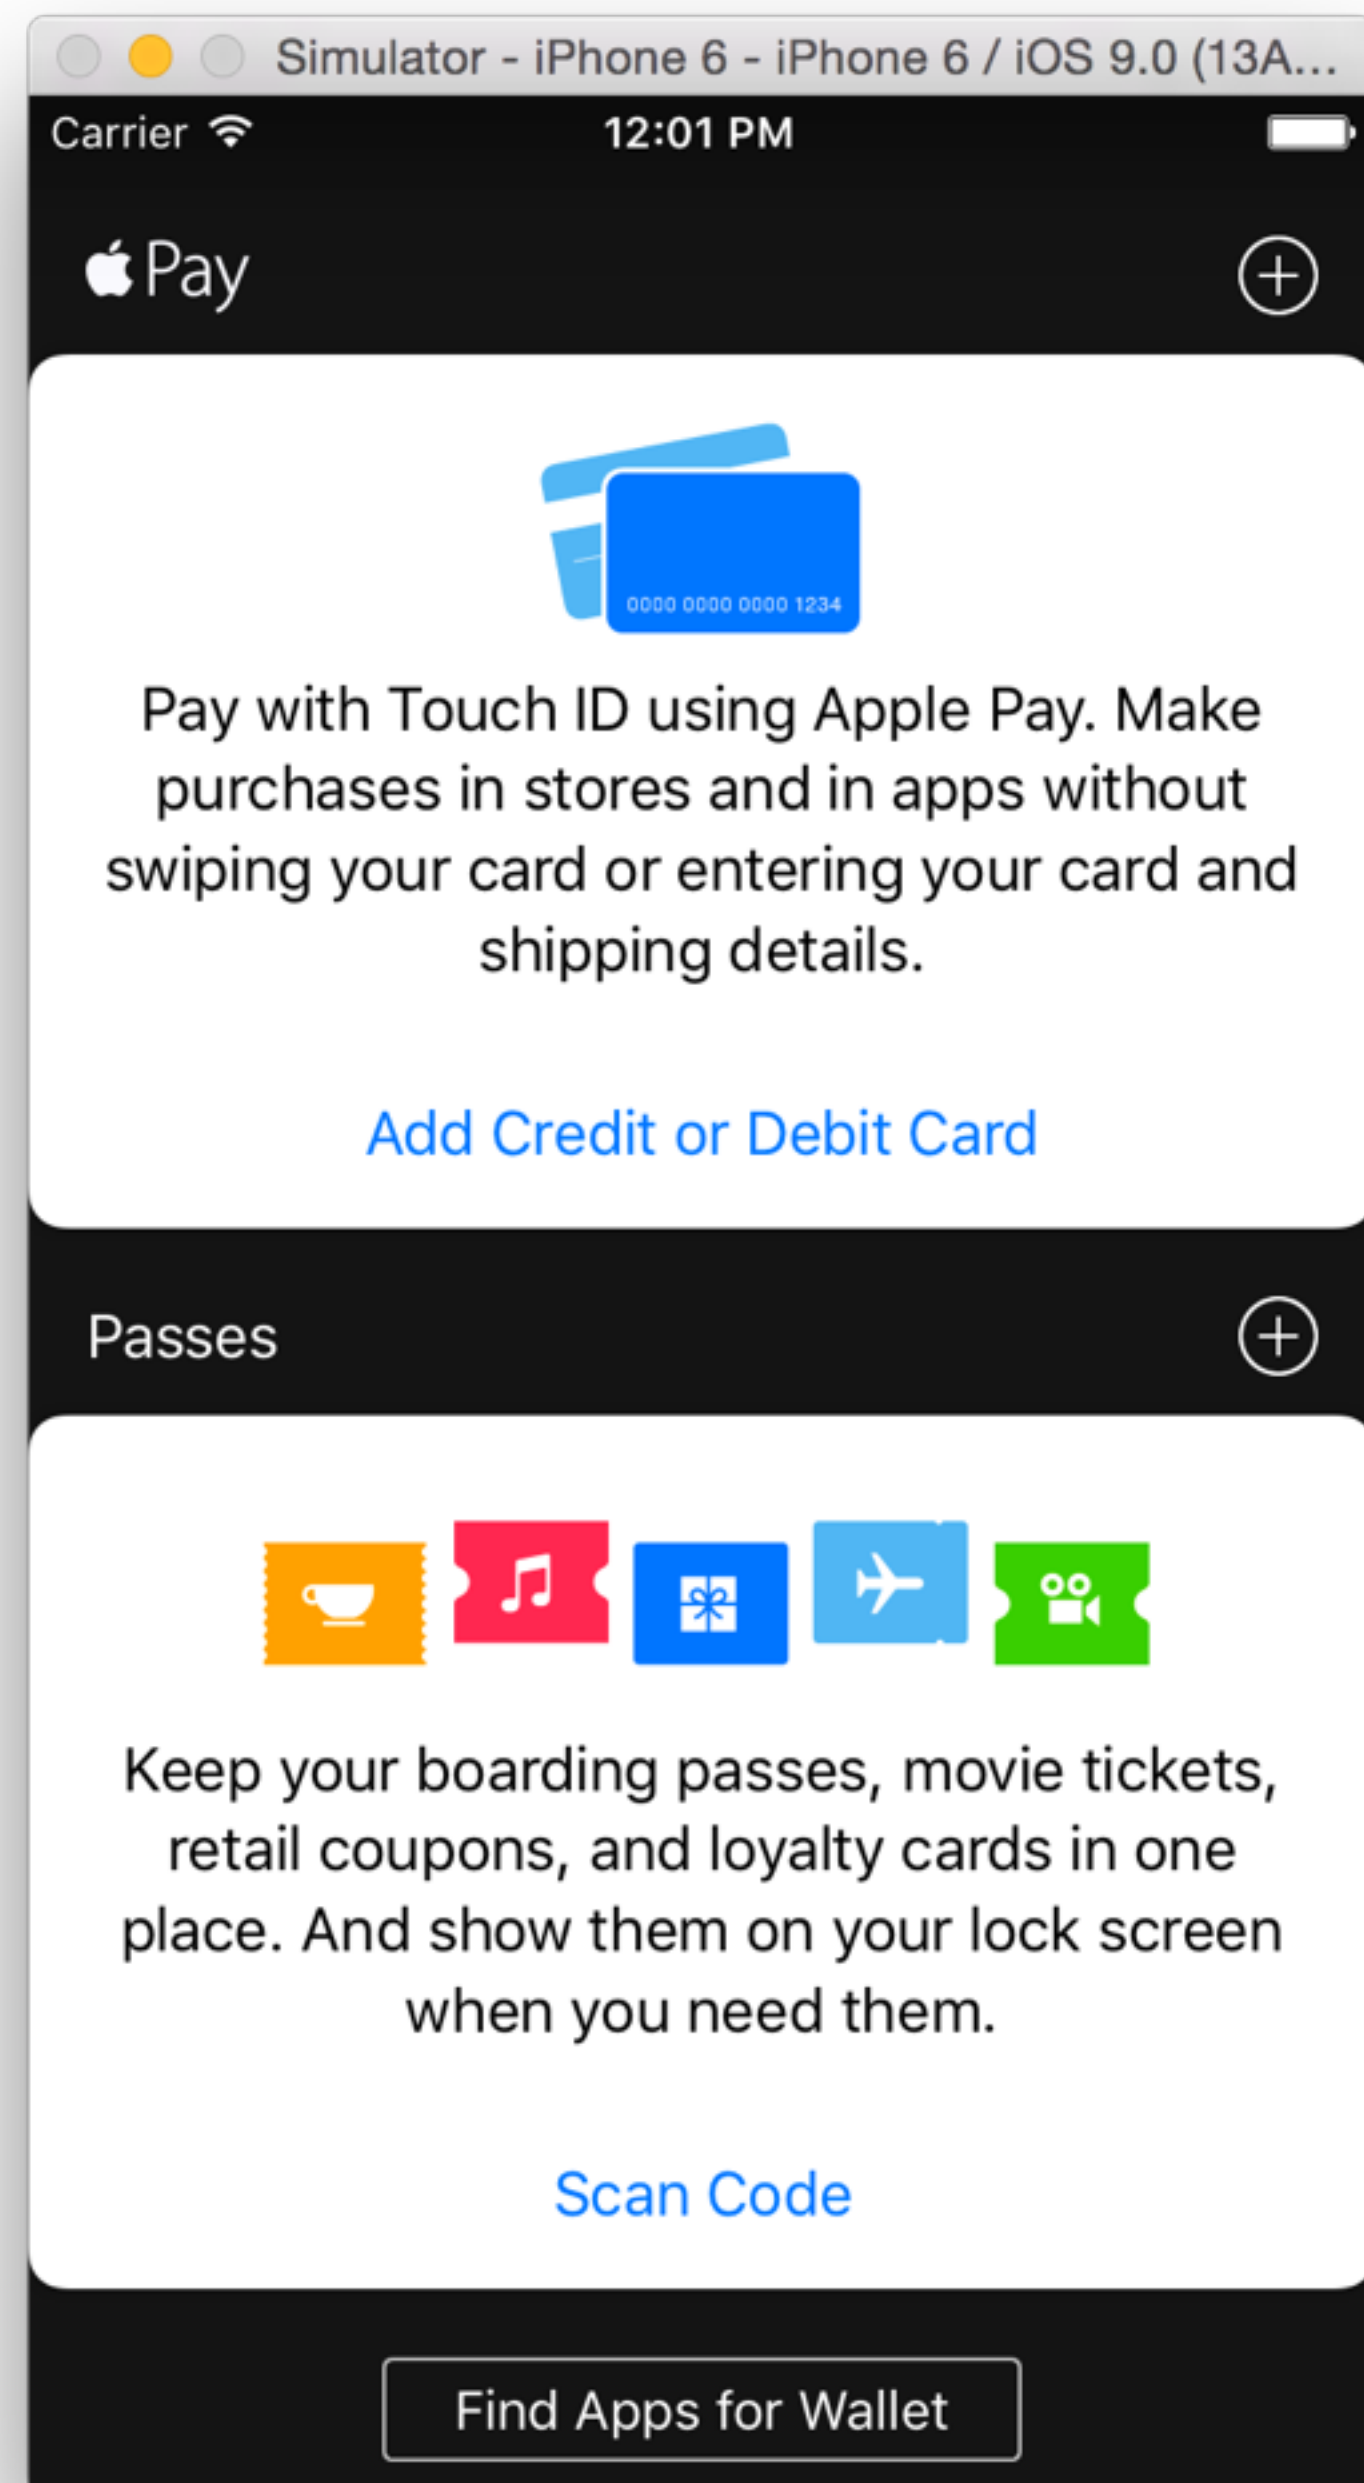 Simulator - iPhone 6 - iPhone 6 / iOS 9.0 (13A...
Carrier 12:01 PM
Pay
0000 0000 0000 1234
Pay with Touch ID using Apple Pay. Make
purchases in stores and in apps without
swiping your card or entering your card and
shipping details.
Add Credit or Debit Card
Passes
Keep your boarding passes, movie tickets,
retail coupons, and loyalty cards in one
place. And show them on your lock screen
when you need them.
Scan Code
Find Apps for Wallet